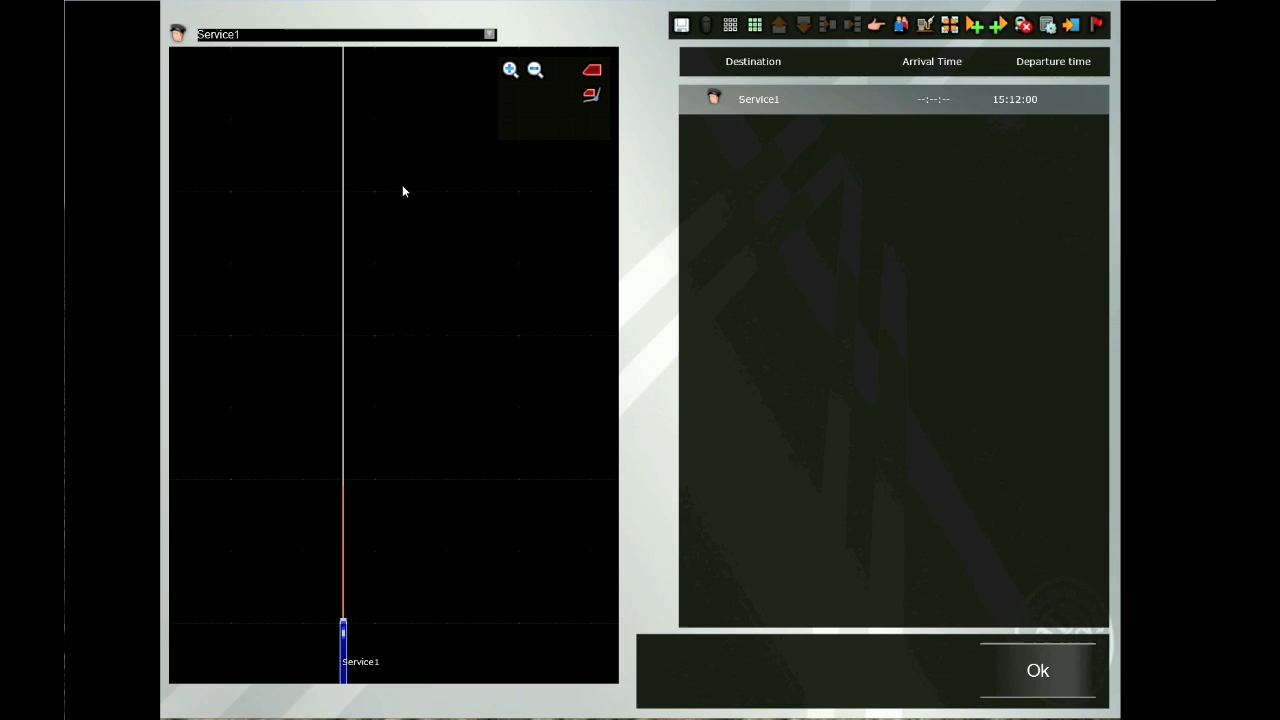 Service1
Destination Arrival Time Departure time
Service1 --:--:-- 15:12:00
Service1
Ok